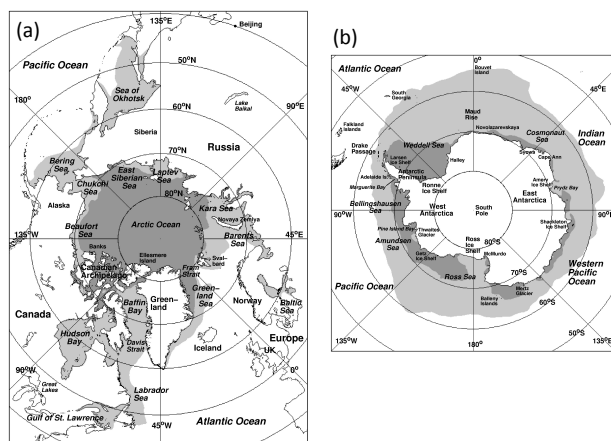 (a)
135°E
Beijing
Pacific Ocean
50°N
Sea of
Okhotsk
180°
60°N
Lake
Baikal
90°E
Siberia
Bering
Sea
70°N
Russia
East
Siberian
Sea
Laptev
Sea
Chukchi
Sea
80°N
Alaska
Kara Sea
Novaya Zemlya
Beaufort
Sea
Arctic Ocean
Barents
Sea
135°W
45°E
Banks
Ellesmere
Island
Sval-
bard
Canadian
Archipelago
Fram
Strait
Green-
land
Green-
land
Sea
Norway
Baltic
Sea
Canada
Baffin
Bay
Hudson
Bay
Davis
Strait
Iceland
Europe
UK
90°W
0°
Great
Lakes
Labrador
Sea
Gulf of St. Lawrence
Atlantic Ocean
45°W
(b)
0°
Bouvet
Island
Atlantic Ocean
45°W
45°E
South
Georgia
Maud
Rise
Indian
Ocean
Falkland
Islands
Novolazarevskaya
Cosmonaut
Sea
Drake
Passage
Weddell Sea
Larsen
Ice Shelf
Halley
Syowa
Cape Ann
Adelaide Is.
Antarctic
Peninsula
Amery
Ice Shelf
Prydz Bay
Marguerite Bay
Ronne
Ice Shelf
East
Antarctica
Bellingshausen
Sea
90°W
West
Antarctica
South
Pole
90°E
Shackleton
Ice Shelf
Pine Island Bay
Thwaites
Glacier
Amundsen
Sea
Ross
Ice
Shelf
80°S
Getz
Ice Shelf
McMurdo
Western
Pacific
Ocean
Ross Sea
70°S
Pacific Ocean
Mertz
Glacier
Balleny
Islands
60°S
50°S
135°W
180°
135°E